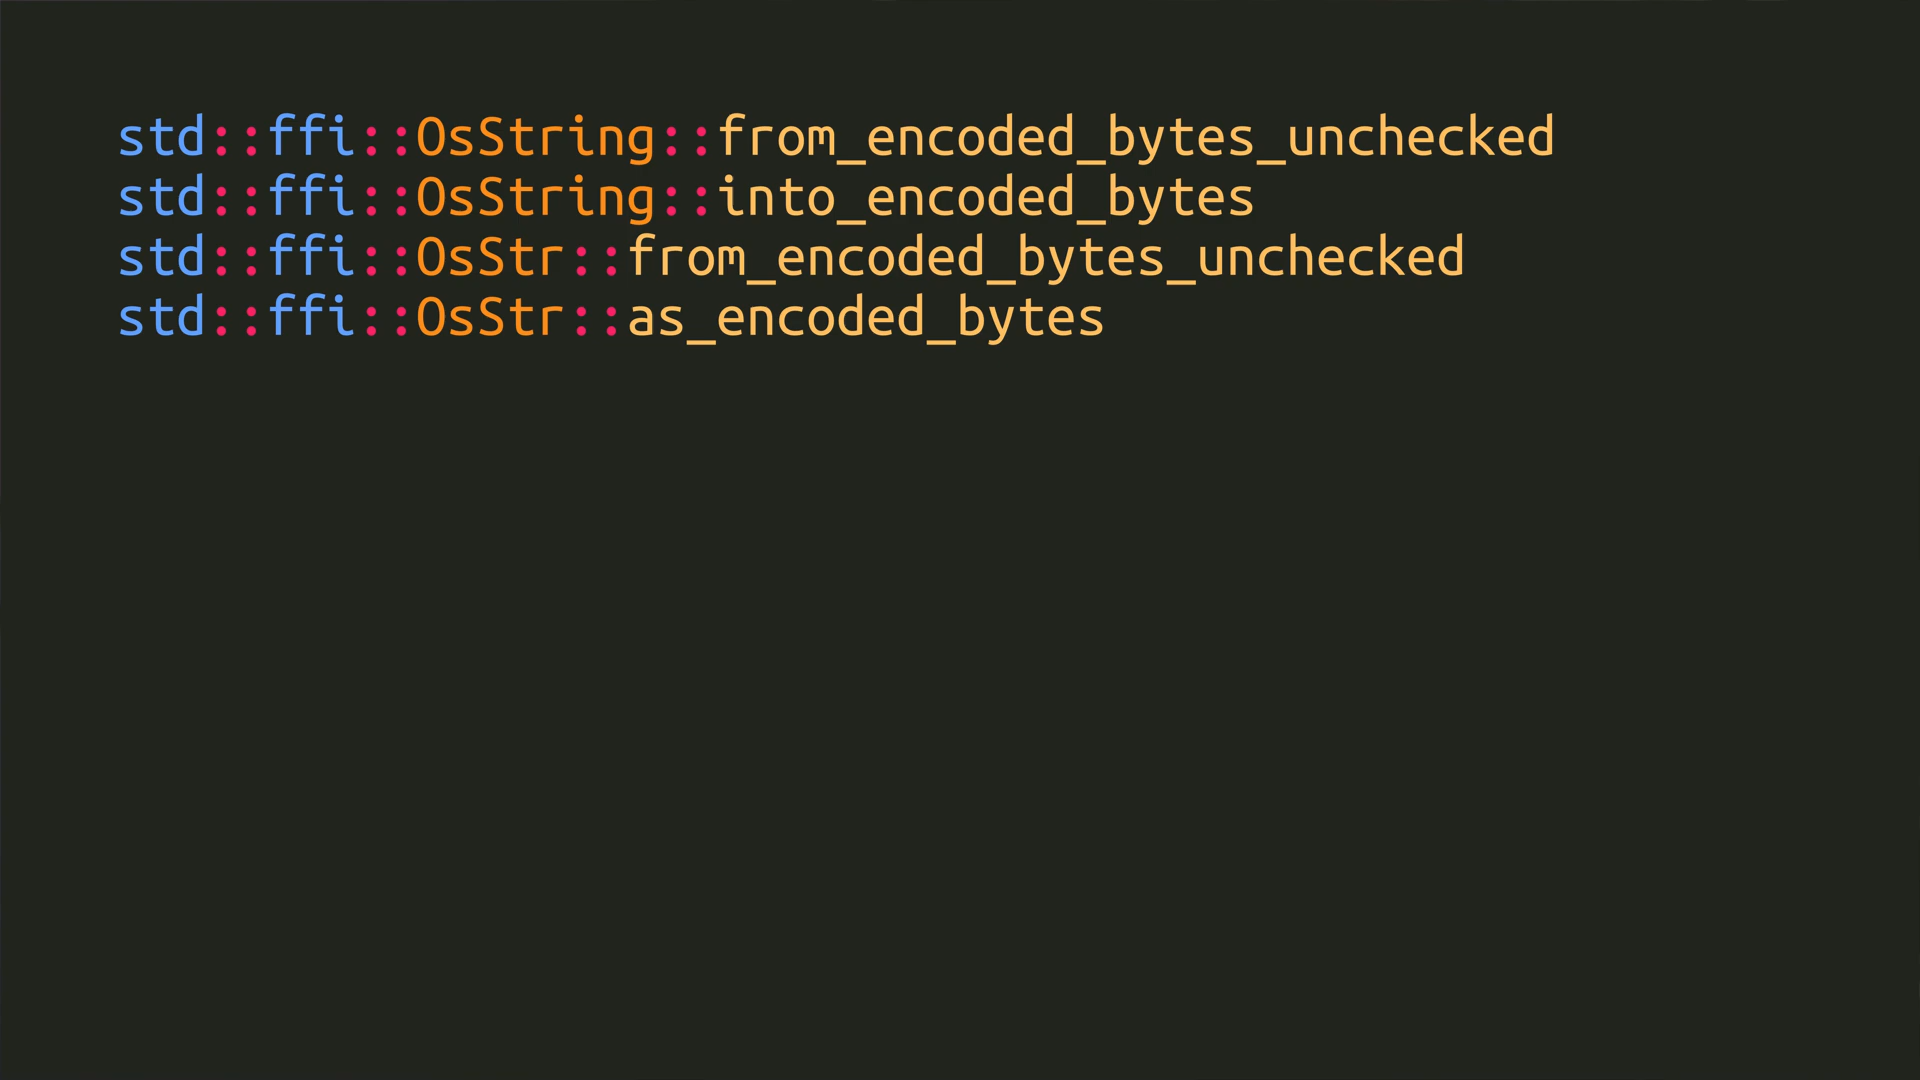 std::ffi::OsString::from_encoded_bytes_unchecked
std::ffi::OsString::into_encoded_bytes
std::ffi::OsStr::from_encoded_bytes_unchecked
std::ffi::OsStr::as_encoded_bytes